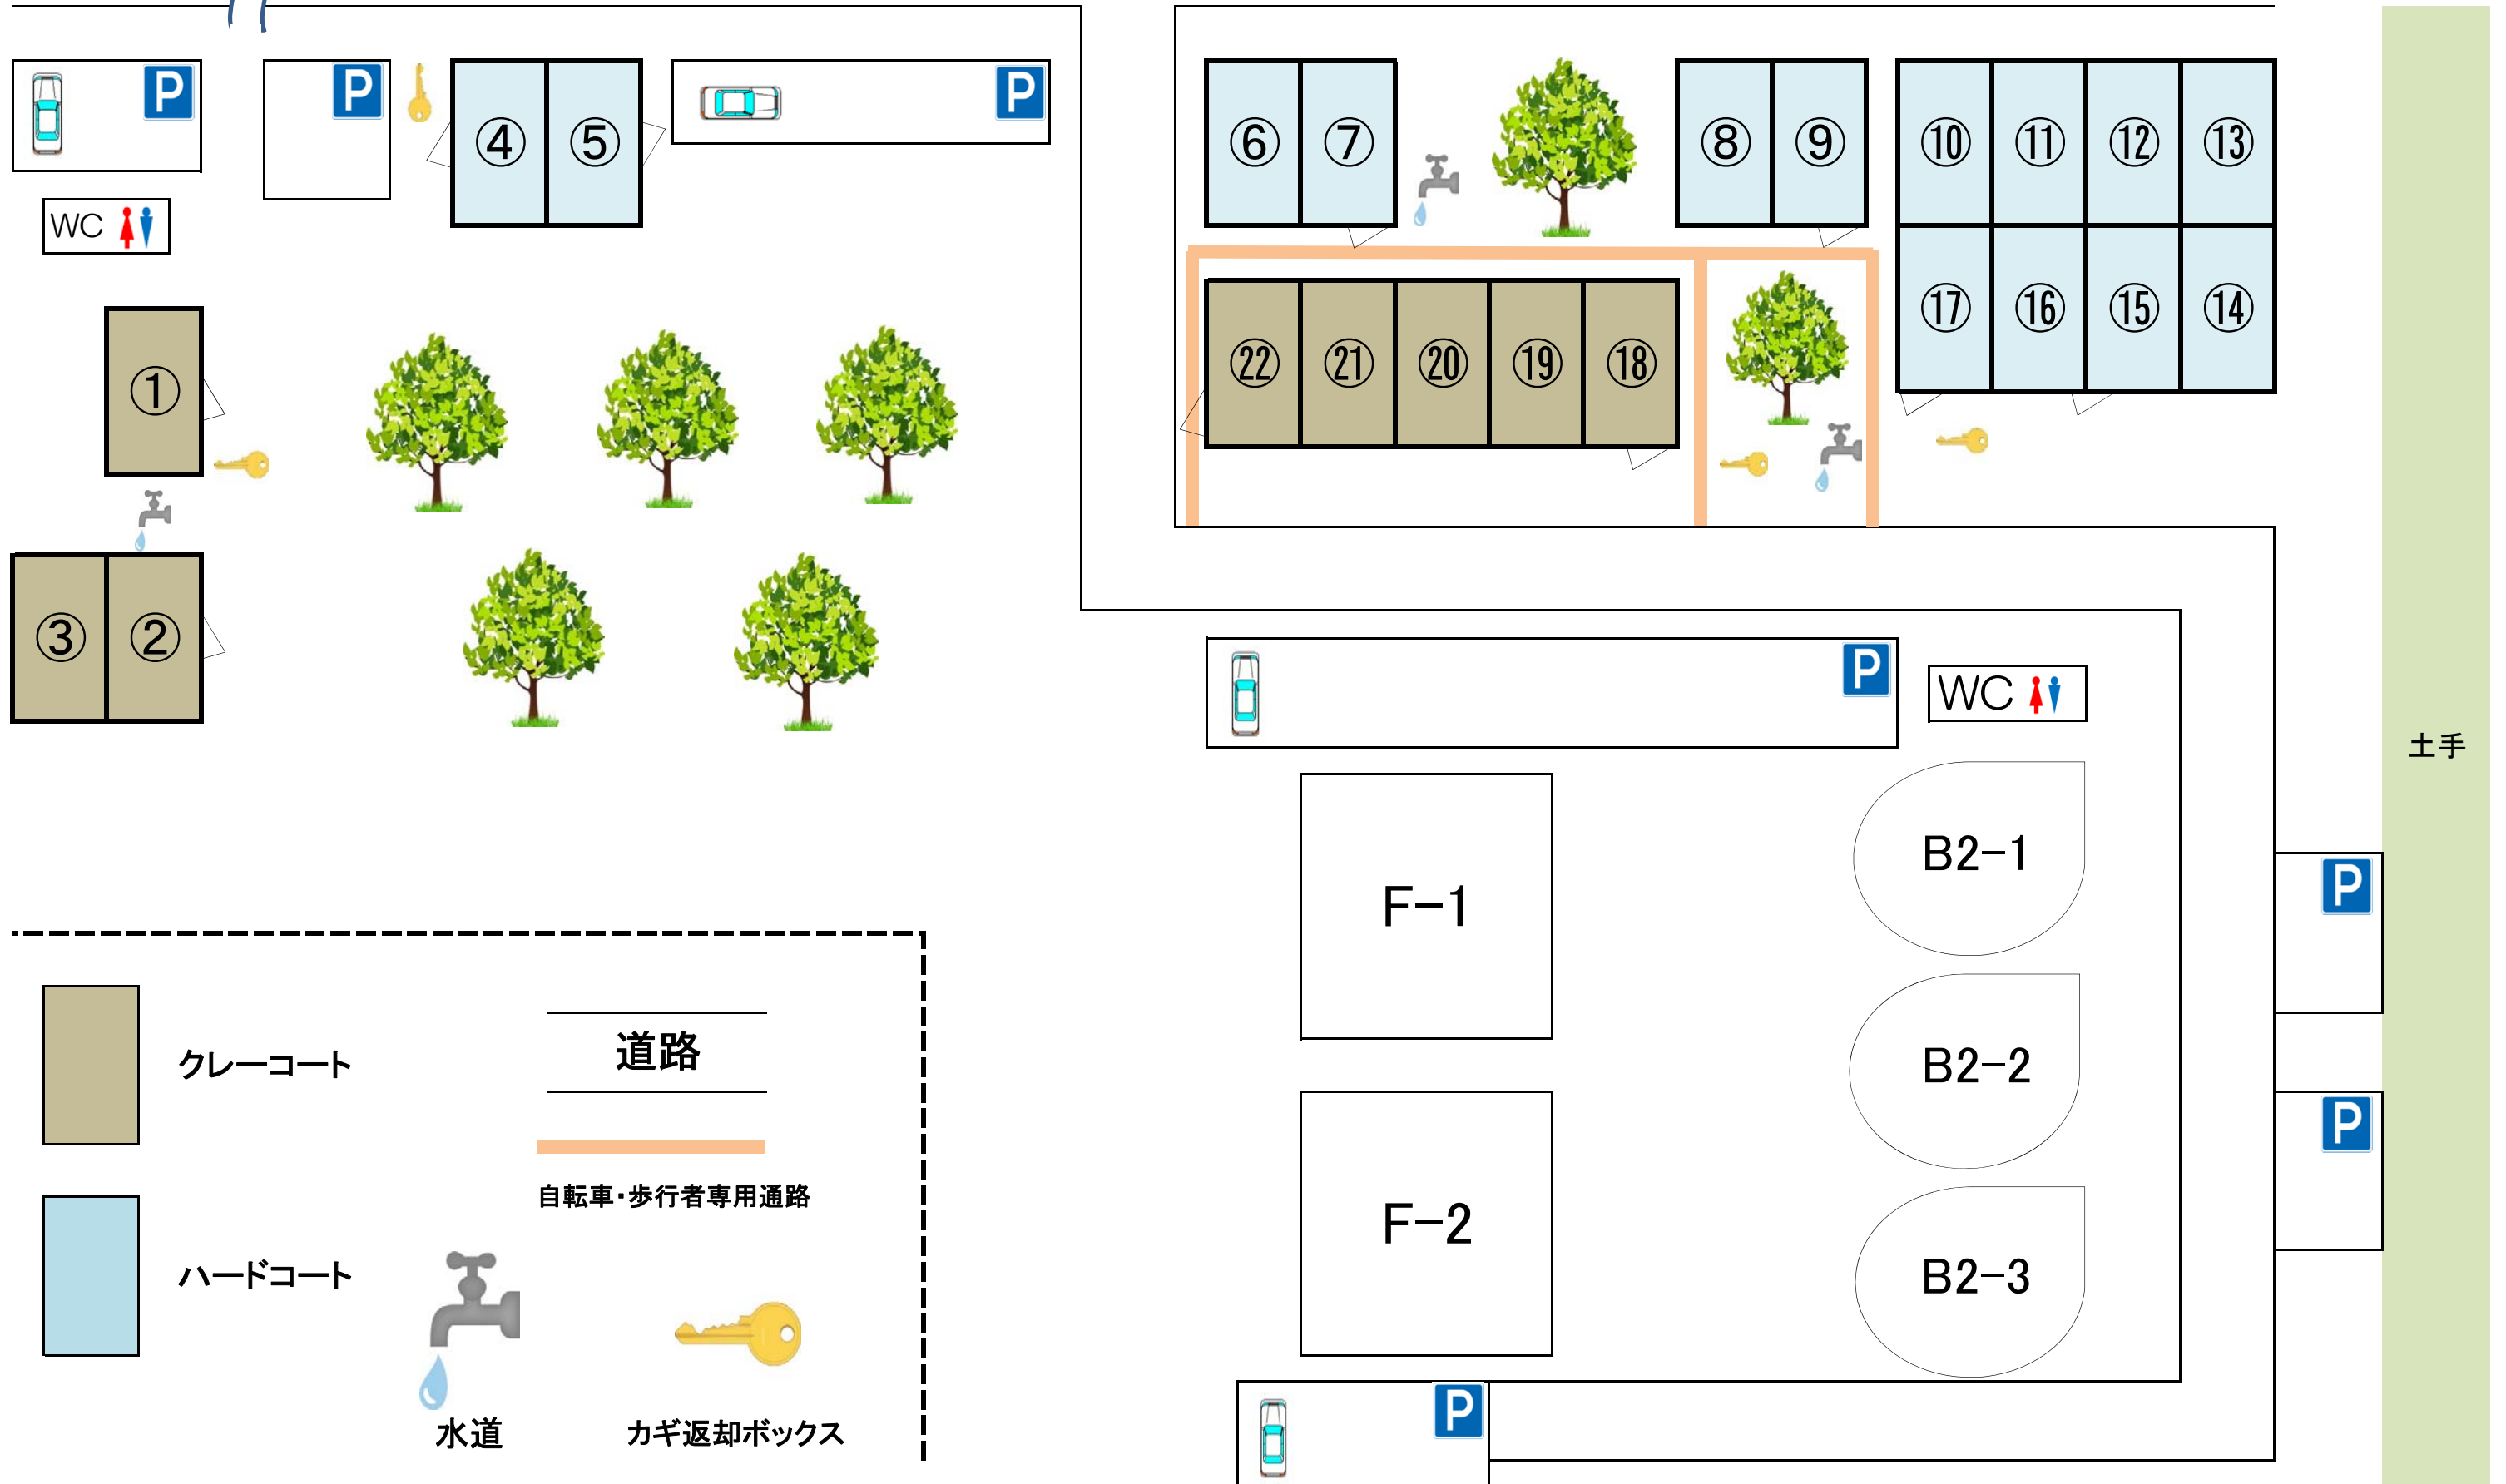 P
P
④
⑤
P
⑥
⑦
⑧
⑨
⑩
⑪
⑫
⑬
WC
①
㉒
㉑
⑳
⑲
⑱
⑰
⑯
⑮
⑭
③
②
P
WC
土手
F-1
B2-1
P
B2-2
F-2
P
B2-3
P
クレーコート
道路
自転車・歩行者専用通路
ハードコート
水道
カギ返却ボックス